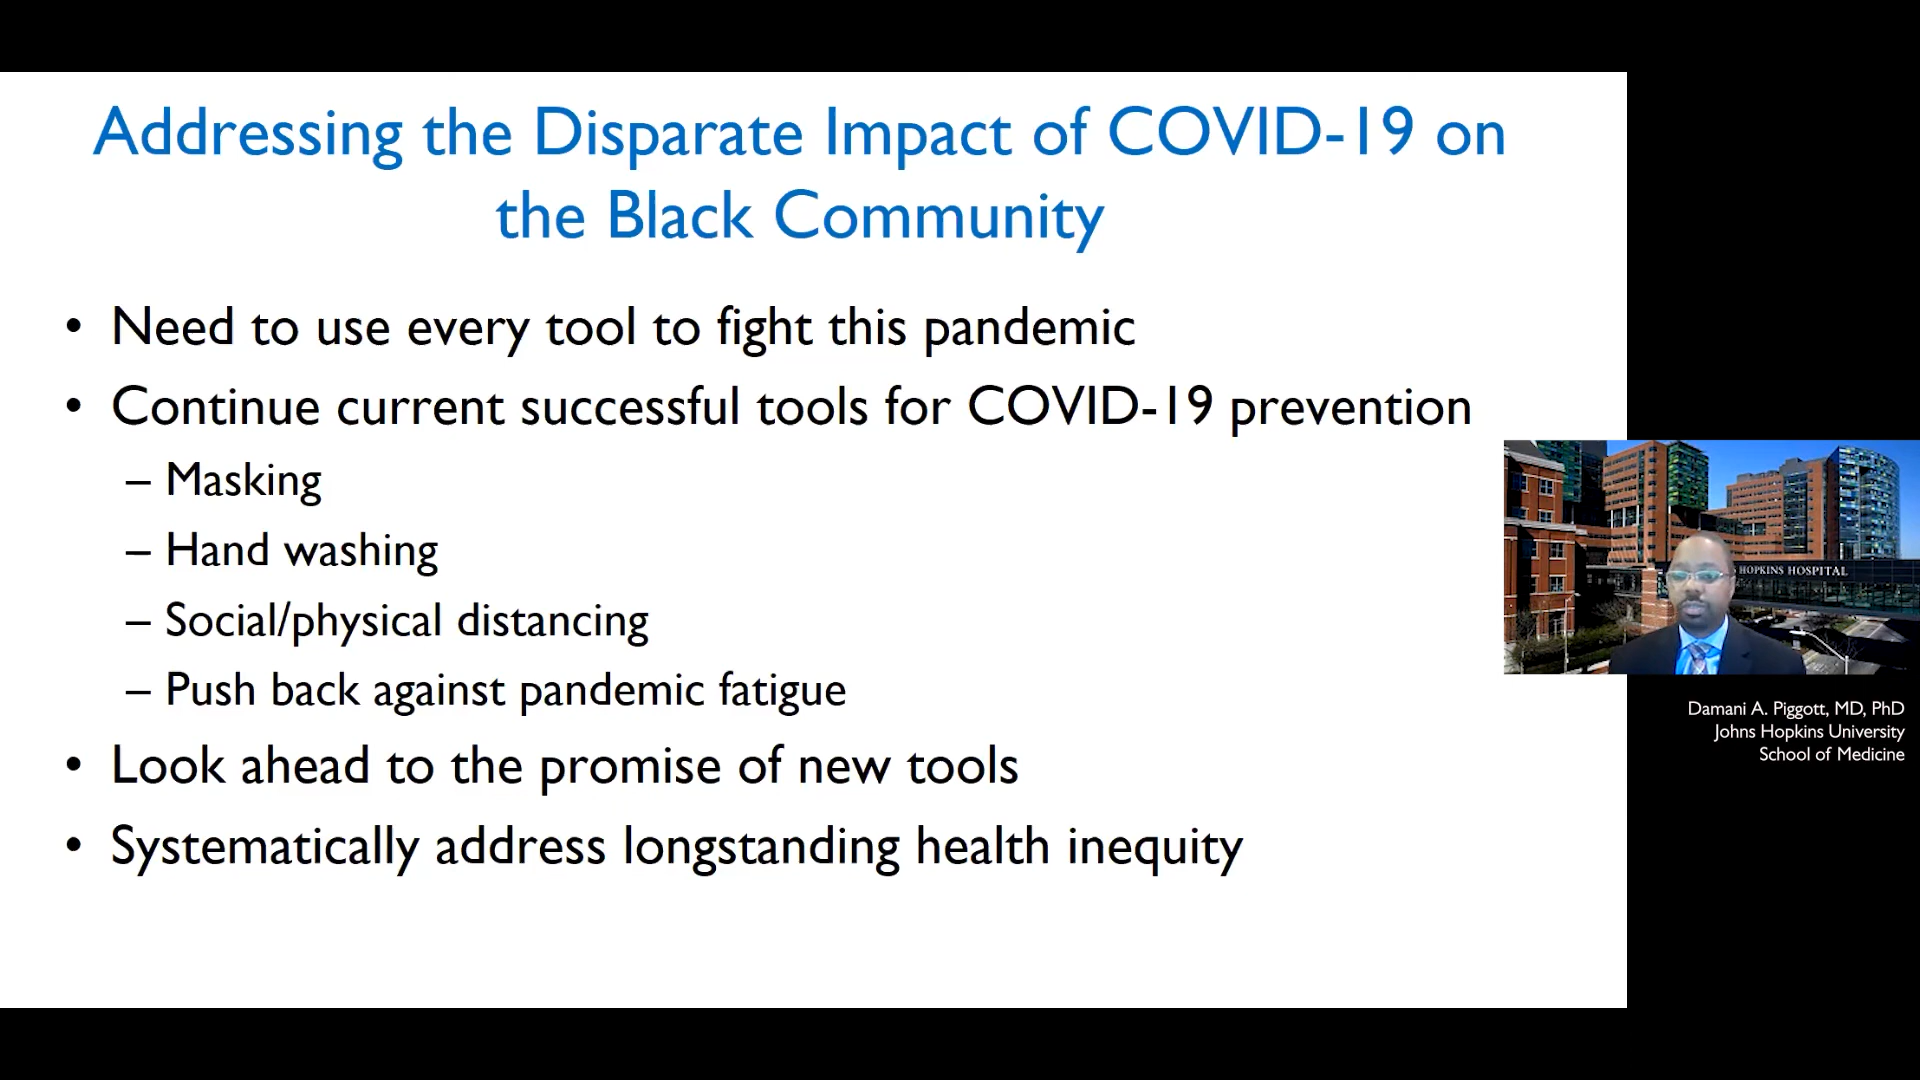 Addressing the Disparate Impact of COVID-19 on
the Black Community
• Need to use every tool to fight this pandemic
• Continue current successful tools for COVID-19 prevention
– Masking
– Hand washing
– Social/physical distancing
– Push back against pandemic fatigue
• Look ahead to the promise of new tools
• Systematically address longstanding health inequity
HOPKINS HOSPITAL
Damani A. Piggott, MD, PhD
Johns Hopkins University
School of Medicine